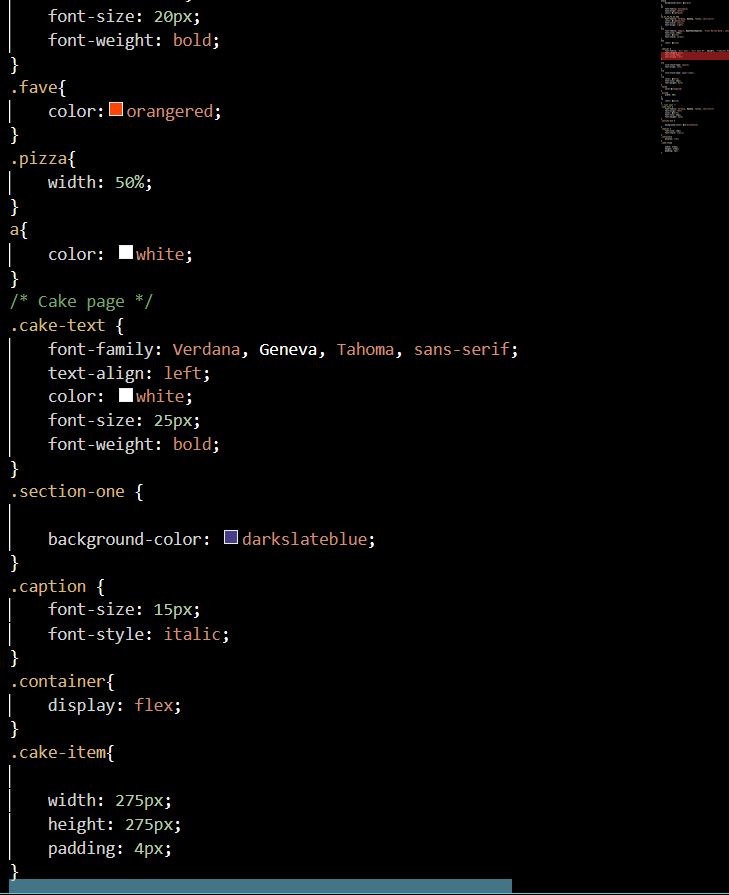 font-size: 20px;
    font-weight: bold;
}
.fave{
    color: orangered;
}
.pizza{
    width: 50%;
}
a{
    color: white;
}
/* Cake page */
.cake-text {
    font-family: Verdana, Geneva, Tahoma, sans-serif;
    text-align: left;
    color: white;
    font-size: 25px;
    font-weight: bold;
}
.section-one {
    background-color: darkslateblue;
}
.caption {
    font-size: 15px;
    font-style: italic;
}
.container{
    display: flex;
}
.cake-item{
    width: 275px;
    height: 275px;
    padding: 4px;
}